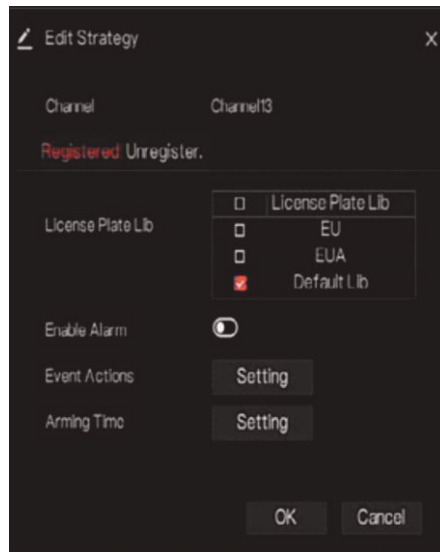 Edit Strategy X
Channel Channel13
Registered Unregister.
License Plate Lib
License Plate Lib
EU
EUA
Default Lib
Enable Alarm
Event Actions Setting
Arming Time Setting
OK Cancel